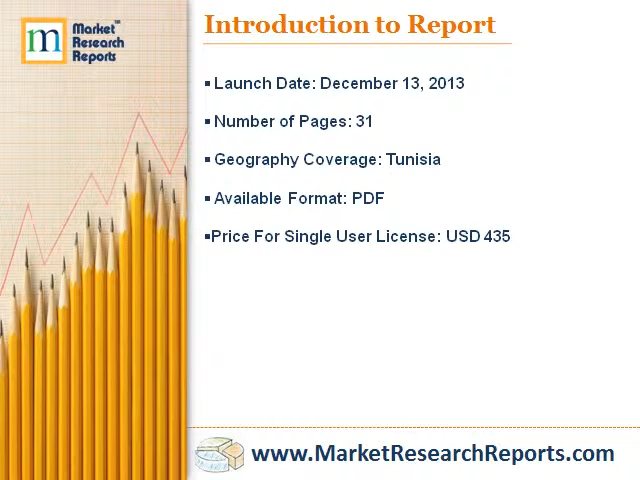 Introduction to Report
m
Market
Research
Reports
TM
▪ Launch Date: December 13, 2013
▪ Number of Pages: 31
▪ Geography Coverage: Tunisia
▪ Available Format: PDF
▪Price For Single User License: USD 435
www.MarketResearchReports.com